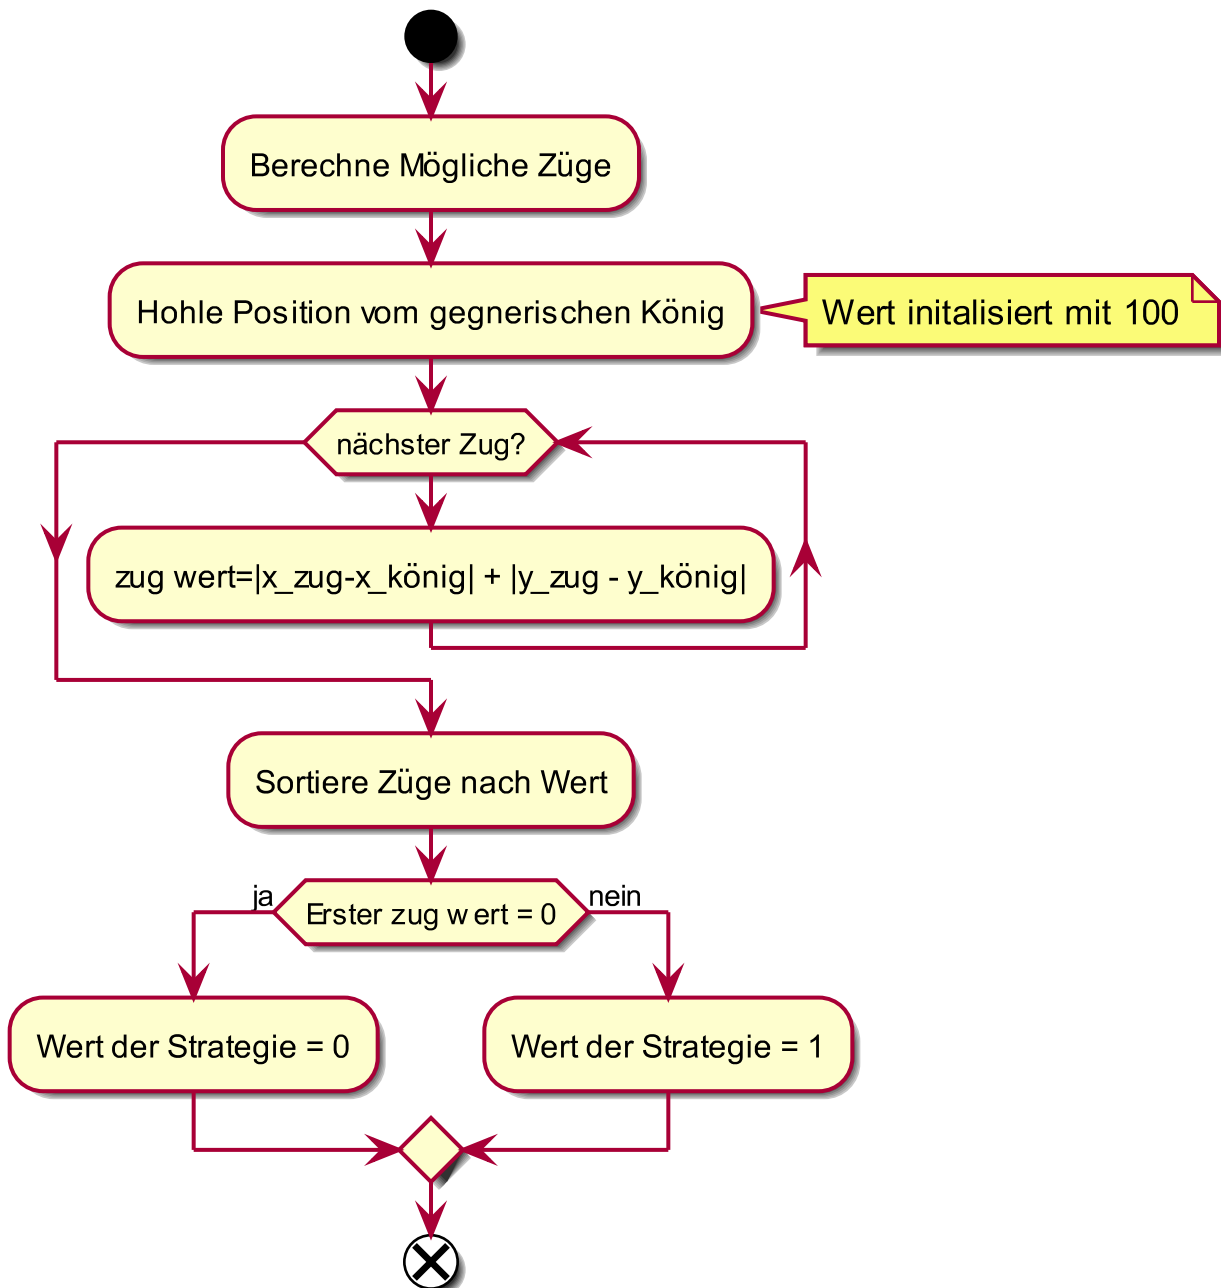 Berechne Mögliche Züge
Hohle Position vom gegnerischen König
Wert initalisiert mit 100
nächster Zug?
zug wert=|x_zug-x_könig| + |y_zug - y_könig|
Sortiere Züge nach Wert
ja
Erster zug wert = 0
nein
Wert der Strategie = 0
Wert der Strategie = 1